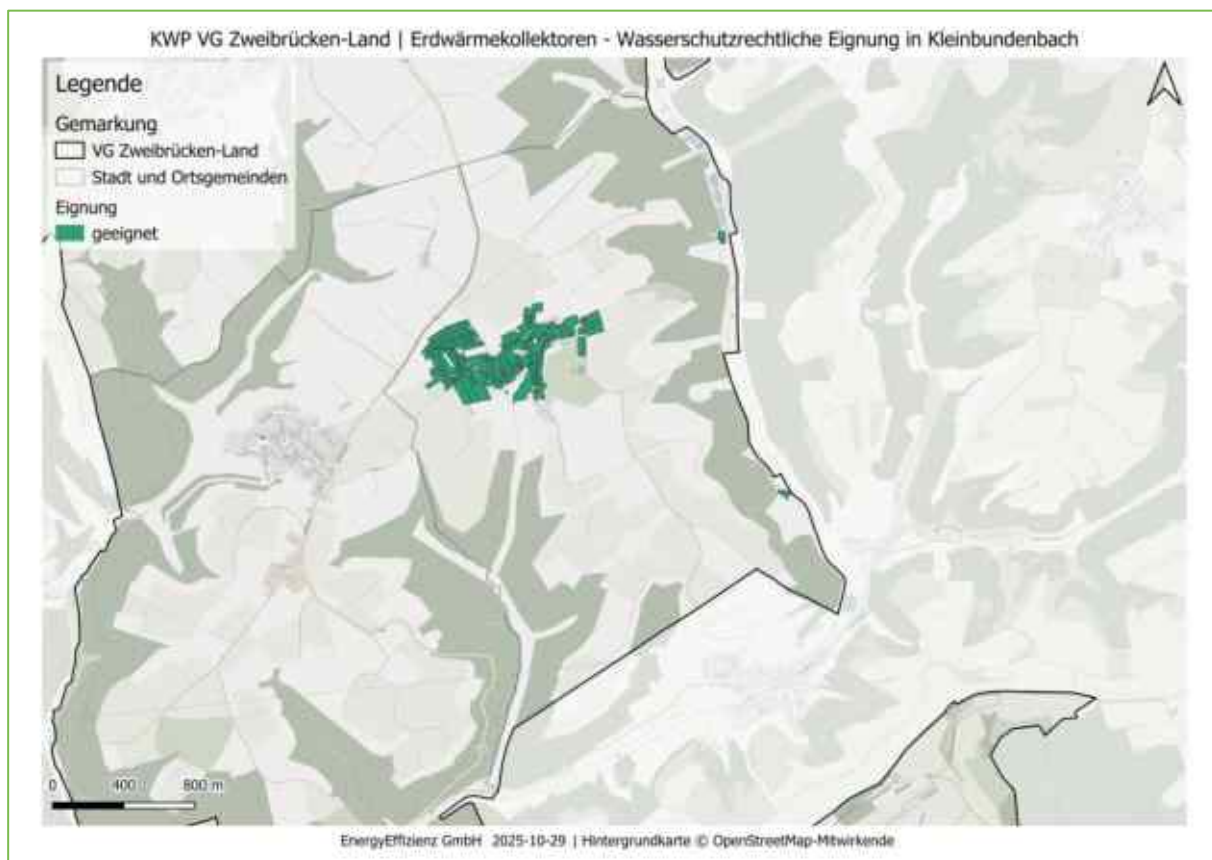 KWP VG Zweibrücken-Land | Erdwärmekollektoren - Wasserschutzrechtliche Eignung in Kleinbundenbach
Legende
Gemarkung
VG Zweibrücken-Land
Stadt und Ortsgemeinden
Eignung
geeignet
0 400 800 m
EnergyEffizienz GmbH 2025-10-29 | Hintergrundkarte © OpenStreetMap-Mitwirkende